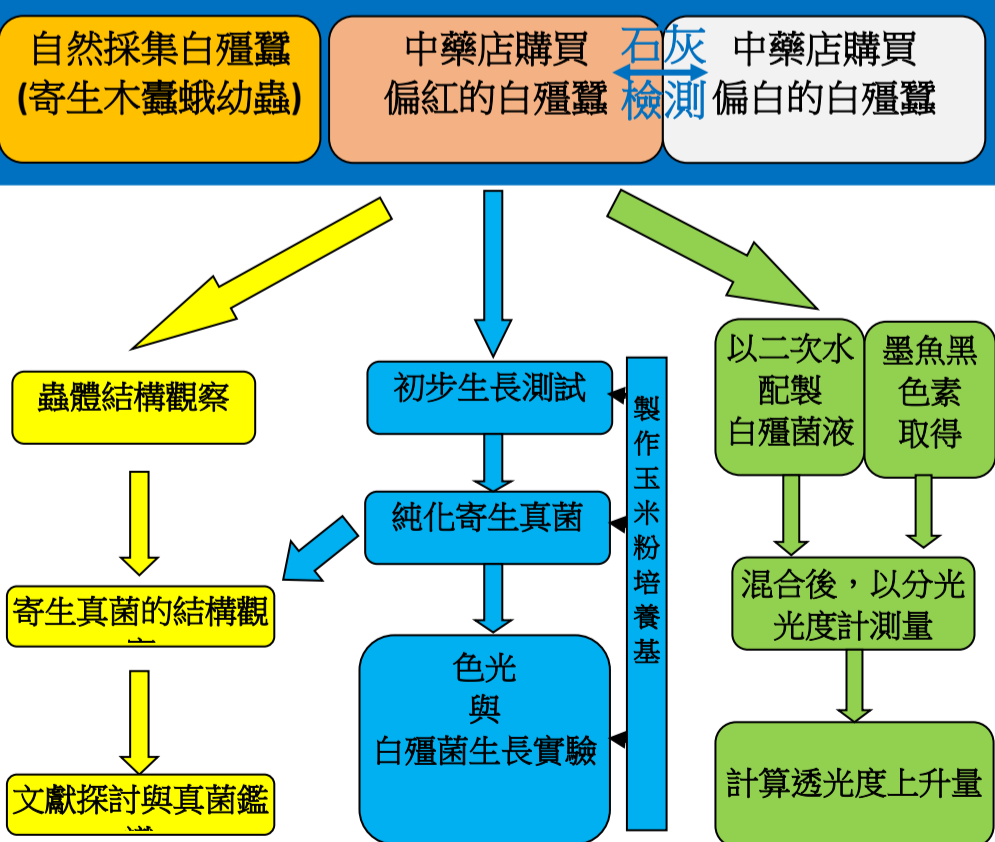 自然採集白殭蠶
(寄生木蠹蛾幼蟲)
中藥店購買
偏紅的白殭蠶
石灰
檢測
中藥店購買
偏白的白殭蠶
蟲體結構觀察
寄生真菌的結構觀
文獻探討與真菌鑑
初步生長測試
純化寄生真菌
色光
與
白殭菌生長實驗
製作玉米粉培養基
以二次水
配製
白殭菌液
墨魚黑
色素
取得
混合後，以分光
光度計測量
計算透光度上升量